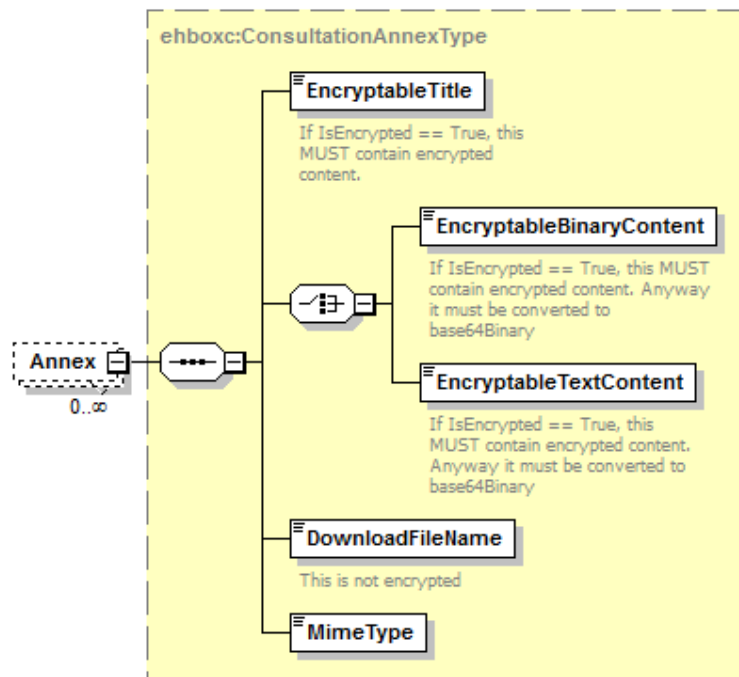 ehboxc:ConsultationAnnexType
EncryptableTitle
If IsEncrypted == True, this
MUST contain encrypted
content.
EncryptableBinaryContent
If IsEncrypted == True, this MUST
contain encrypted content. Anyway
it must be converted to
base64Binary
Annex
0..∞
EncryptableTextContent
If IsEncrypted == True, this
MUST contain encrypted content.
Anyway it must be converted to
base64Binary
DownloadFileName
This is not encrypted
MimeType